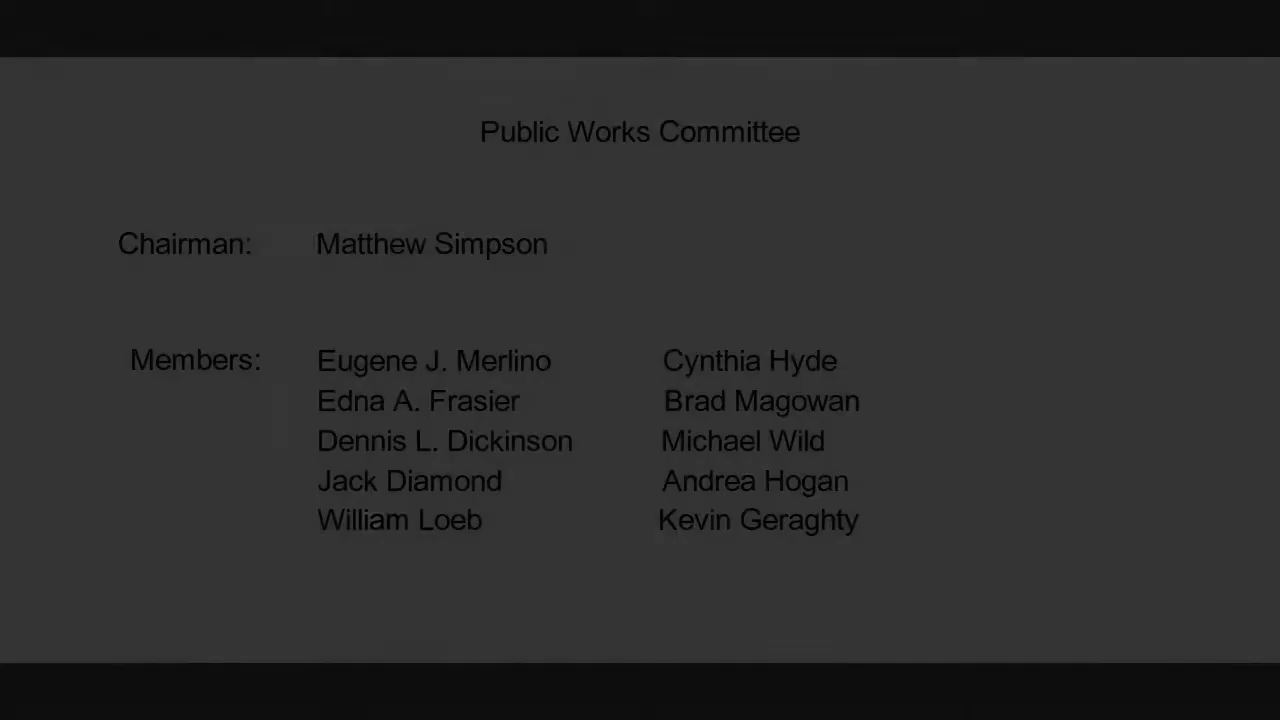 Public Works Committee
Chairman: Matthew Simpson
Members: Eugene J. Merlino Cynthia Hyde
Edna A. Frasier Brad Magowan
Dennis L. Dickinson Michael Wild
Jack Diamond Andrea Hogan
William Loeb Kevin Geraghty